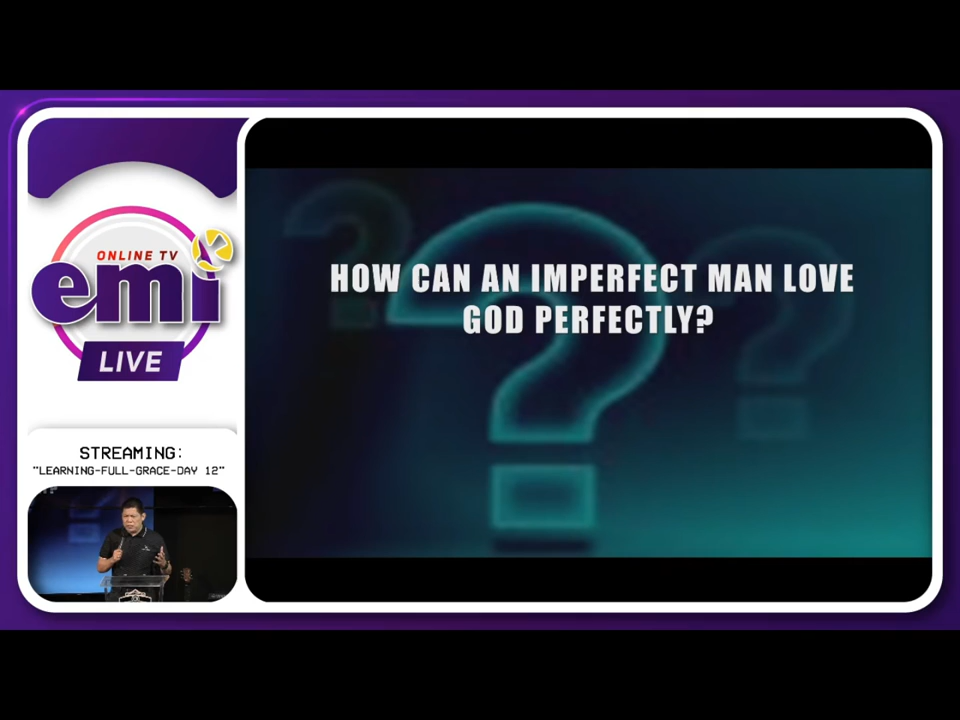 ONLINE TV
emi
LIVE
STREAMING:
"LEARNING-FULL-GRACE-DAY 12"
HOW CAN AN IMPERFECT MAN LOVE
GOD PERFECTLY?